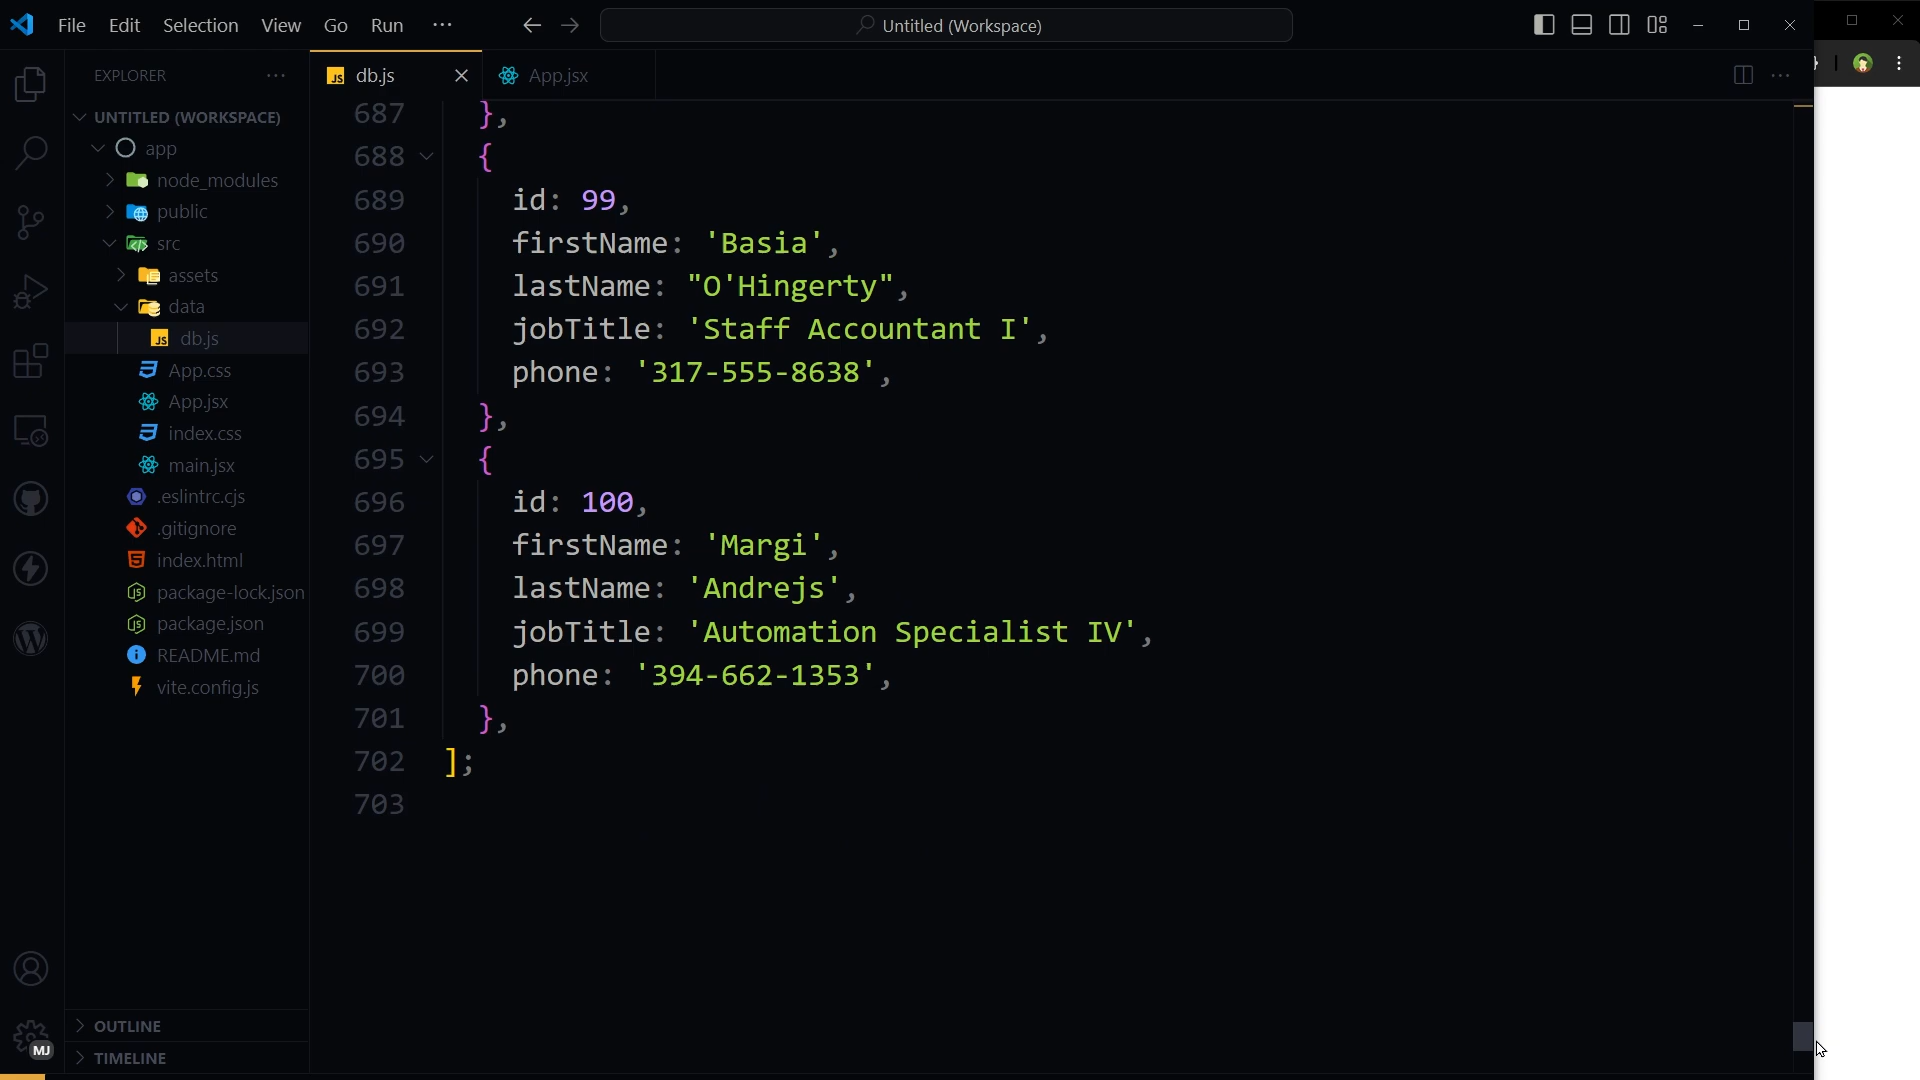 File Edit Selection View Go Run ··· Untitled (Workspace)
EXPLORER ···
JS db.js
App.jsx ···
UNTITLED (WORKSPACE)
app
node_modules
public
src
assets
data
JS db.js
App.css
App.jsx
index.css
main.jsx
.eslintrc.cjs
.gitignore
index.html
package-lock.json
package.json
README.md
vite.config.js
OUTLINE
TIMELINE
MJ
687 },
688 {
689 id: 99,
690 firstName: 'Basia',
691 lastName: "O'Hingerty",
692 jobTitle: 'Staff Accountant I',
693 phone: '317-555-8638',
694 },
695 {
696 id: 100,
697 firstName: 'Margi',
698 lastName: 'Andrejs',
699 jobTitle: 'Automation Specialist IV',
700 phone: '394-662-1353',
701 },
702 ];
703